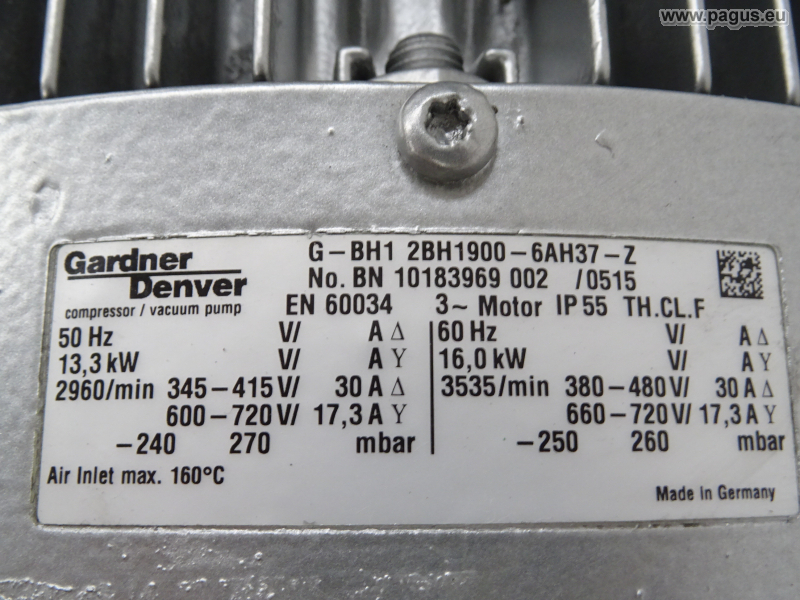 www.pagus.eu
Gardner
Denver
compressor / vacuum pump
G-BH1 2BH1900-6AH37-Z
No. BN 10183969 002 /0515
EN 60034 3~ Motor IP 55 TH.CL.F
50 Hz V/ A Δ
13,3 kW V/ A Y
2960/min 345-415 V/ 30 A Δ
600-720 V/ 17,3 A Y
-240 270 mbar
60 Hz V/ A Δ
16,0 kW V/ A Y
3535/min 380-480 V/ 30 A Δ
660-720 V/ 17,3 A Y
-250 260 mbar
Air Inlet max. 160°C
Made in Germany